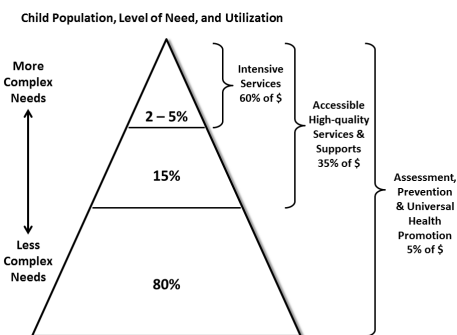 Child Population, Level of Need, and Utilization
More
Complex
Needs
Less
Complex
Needs
2 – 5%
15%
80%
Intensive
Services
60% of $
Accessible
High-quality
Services &
Supports
35% of $
Assessment,
Prevention
& Universal
Health
Promotion
5% of $